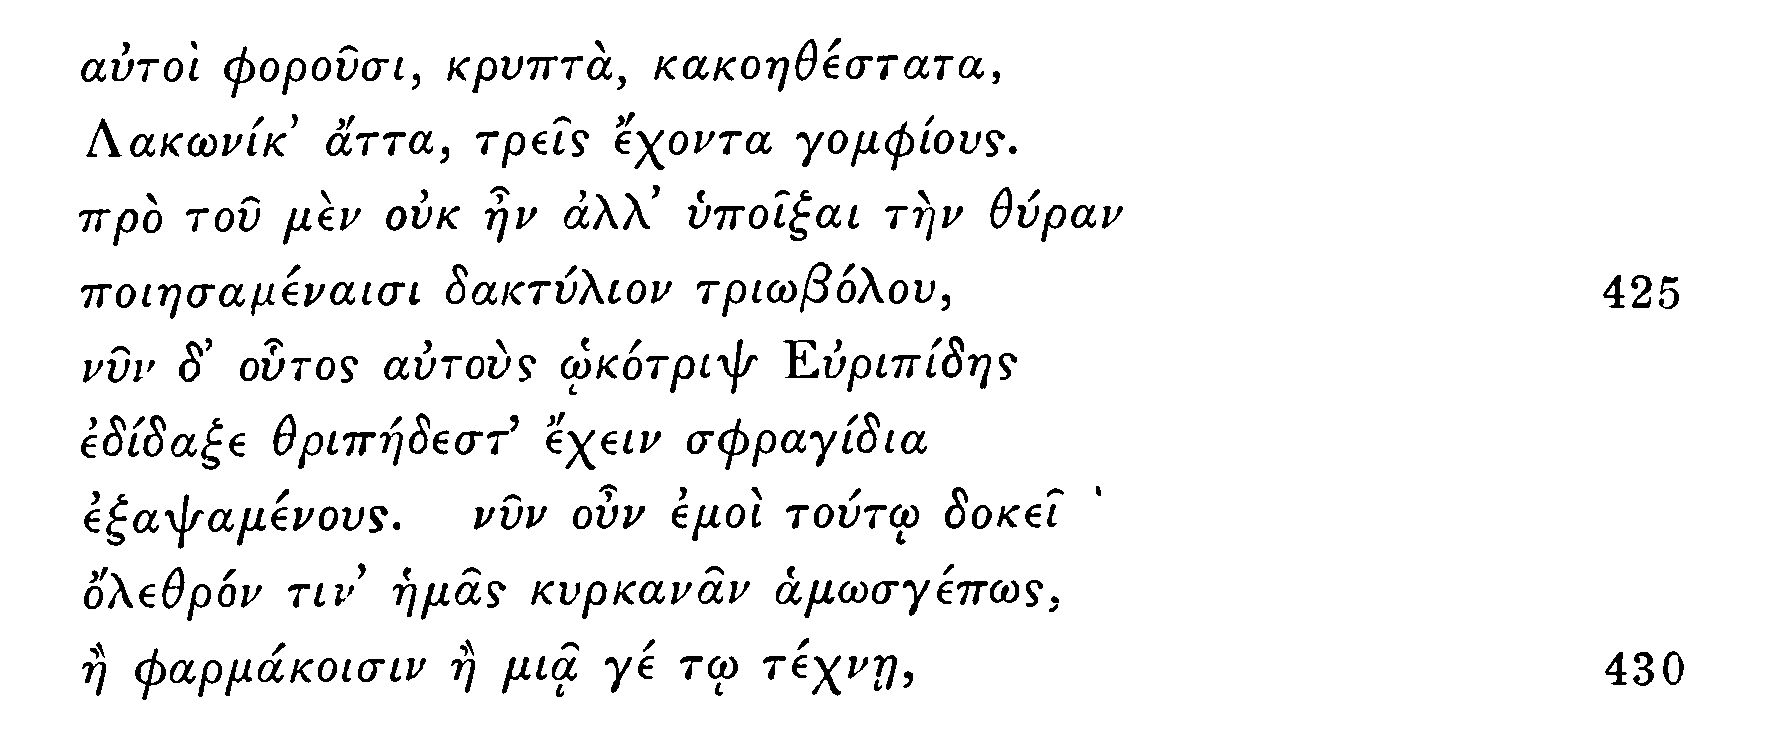 αὐτοὶ φοροῦσι, κρυπτὰ, κακοηθέστατα,
Λακωνίκ’ ἄττα, τρεῖς ἔχοντα γομφίους.
πρὸ τοῦ μὲν οὐκ ἦν ἀλλ’ ὑποῖξαι τὴν θύραν
ποιησαμέναισι δακτύλιον τριωβόλου, 425
νῦν δ’ οὗτος αὐτοὺς ᾡκότριψ Εὐριπίδης
ἐδίδαξε θριπήδεστ’ ἔχειν σφραγίδια
ἐξαψαμένους. νῦν οὖν ἐμοὶ τούτῳ δοκεῖ
ὄλεθρόν τιν’ ἡμᾶς κυρκανᾶν ἁμωσγέπως,
ἢ φαρμάκοισιν ἢ μιᾷ γέ τῳ τέχνῃ, 430